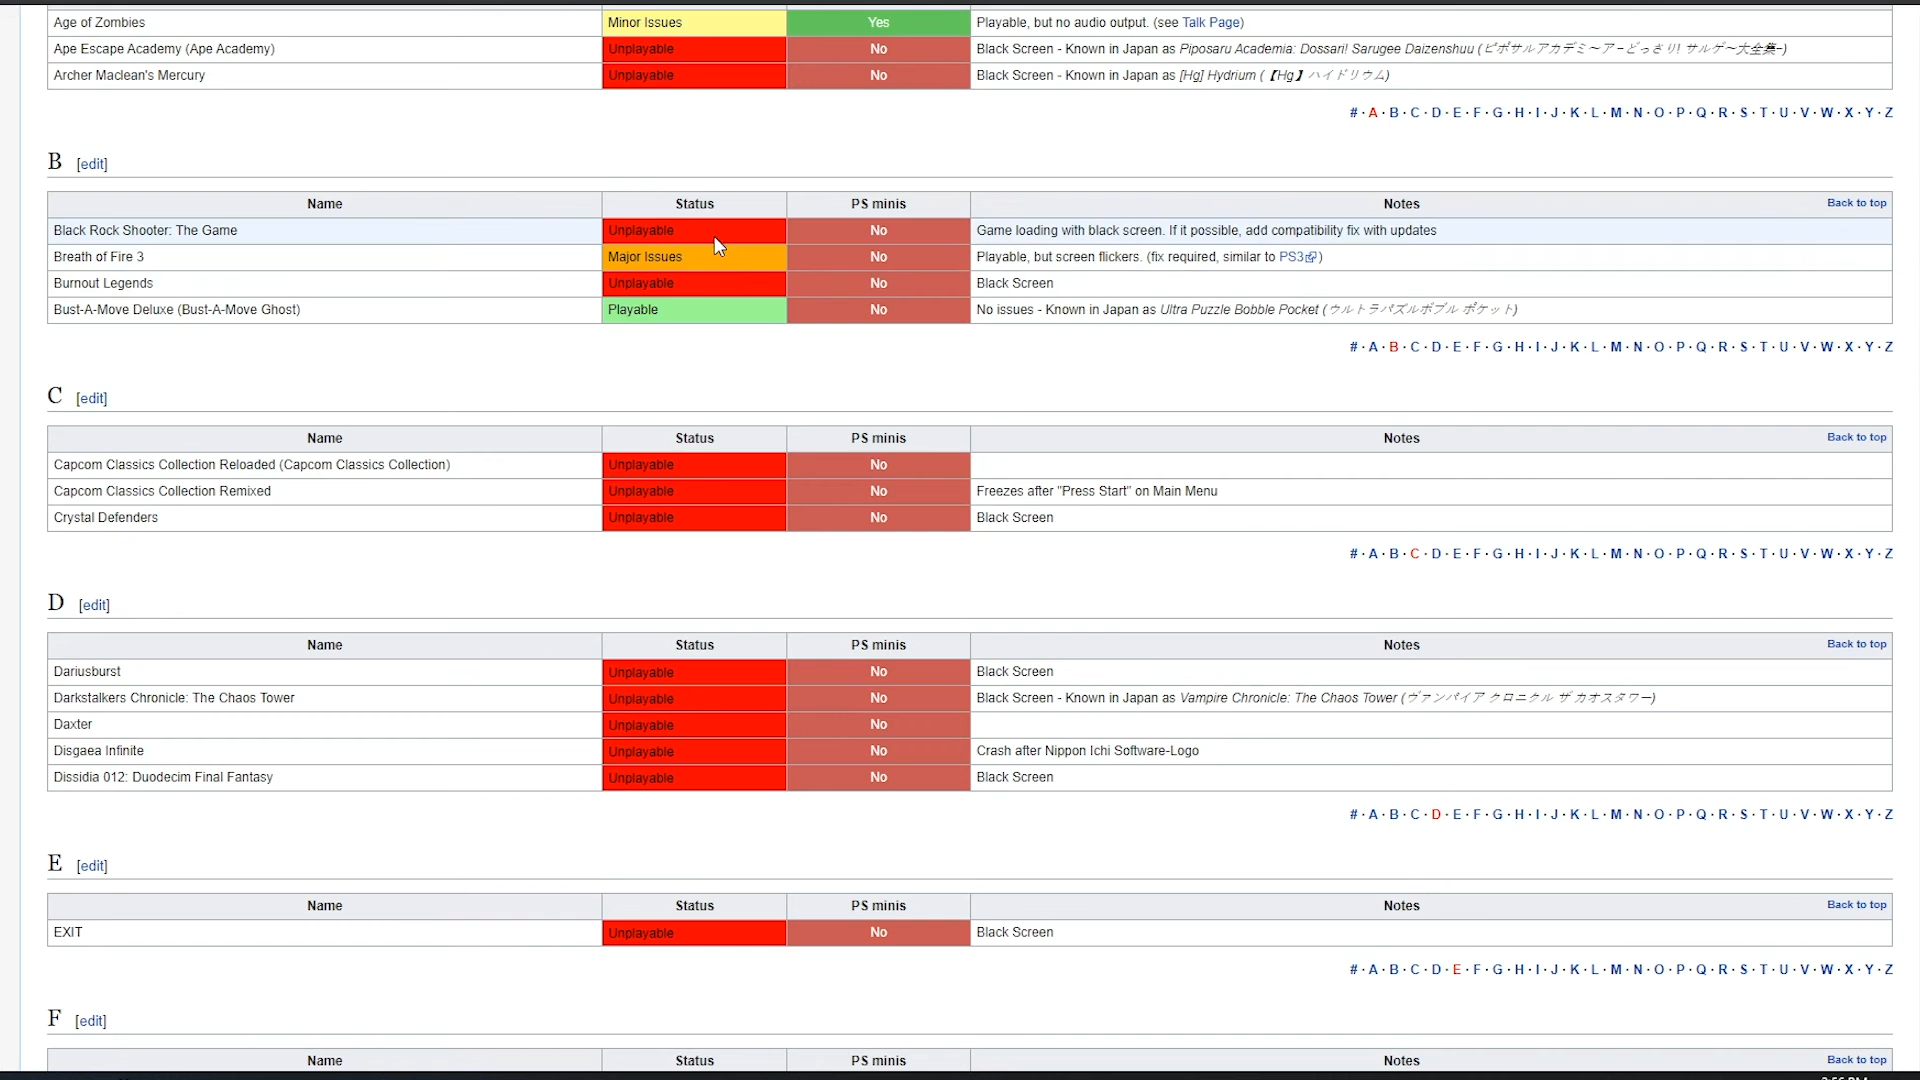 Age of Zombies Minor Issues Yes Playable, but no audio output. (see Talk Page)
Ape Escape Academy (Ape Academy) Unplayable No Black Screen - Known in Japan as Piposaru Academia: Dossari! Sarugee Daizenshuu (ピポサルアカデミ～ア－どっさり! サルゲ～大全集−)
Archer Maclean's Mercury Unplayable No Black Screen - Known in Japan as [Hg] Hydrium (【Hg】ハイドリウム)
# · A · B · C · D · E · F · G · H · I · J · K · L · M · N · O · P · Q · R · S · T · U · V · W · X · Y · Z
B [edit]
Name Status PS minis Notes Back to top
Black Rock Shooter: The Game Unplayable No Game loading with black screen. If it possible, add compatibility fix with updates
Breath of Fire 3 Major Issues No Playable, but screen flickers. (fix required, similar to PS3)
Burnout Legends Unplayable No Black Screen
Bust-A-Move Deluxe (Bust-A-Move Ghost) Playable No No issues - Known in Japan as Ultra Puzzle Bobble Pocket (ウルトラパズルボブル ポケット)
# · A · B · C · D · E · F · G · H · I · J · K · L · M · N · O · P · Q · R · S · T · U · V · W · X · Y · Z
C [edit]
Name Status PS minis Notes Back to top
Capcom Classics Collection Reloaded (Capcom Classics Collection) Unplayable No
Capcom Classics Collection Remixed Unplayable No Freezes after "Press Start" on Main Menu
Crystal Defenders Unplayable No Black Screen
# · A · B · C · D · E · F · G · H · I · J · K · L · M · N · O · P · Q · R · S · T · U · V · W · X · Y · Z
D [edit]
Name Status PS minis Notes Back to top
Dariusburst Unplayable No Black Screen
Darkstalkers Chronicle: The Chaos Tower Unplayable No Black Screen - Known in Japan as Vampire Chronicle: The Chaos Tower (ヴァンパイア クロニクル ザ カオスタワー)
Daxter Unplayable No
Disgaea Infinite Unplayable No Crash after Nippon Ichi Software-Logo
Dissidia 012: Duodecim Final Fantasy Unplayable No Black Screen
# · A · B · C · D · E · F · G · H · I · J · K · L · M · N · O · P · Q · R · S · T · U · V · W · X · Y · Z
E [edit]
Name Status PS minis Notes Back to top
EXIT Unplayable No Black Screen
# · A · B · C · D · E · F · G · H · I · J · K · L · M · N · O · P · Q · R · S · T · U · V · W · X · Y · Z
F [edit]
Name Status PS minis Notes Back to top